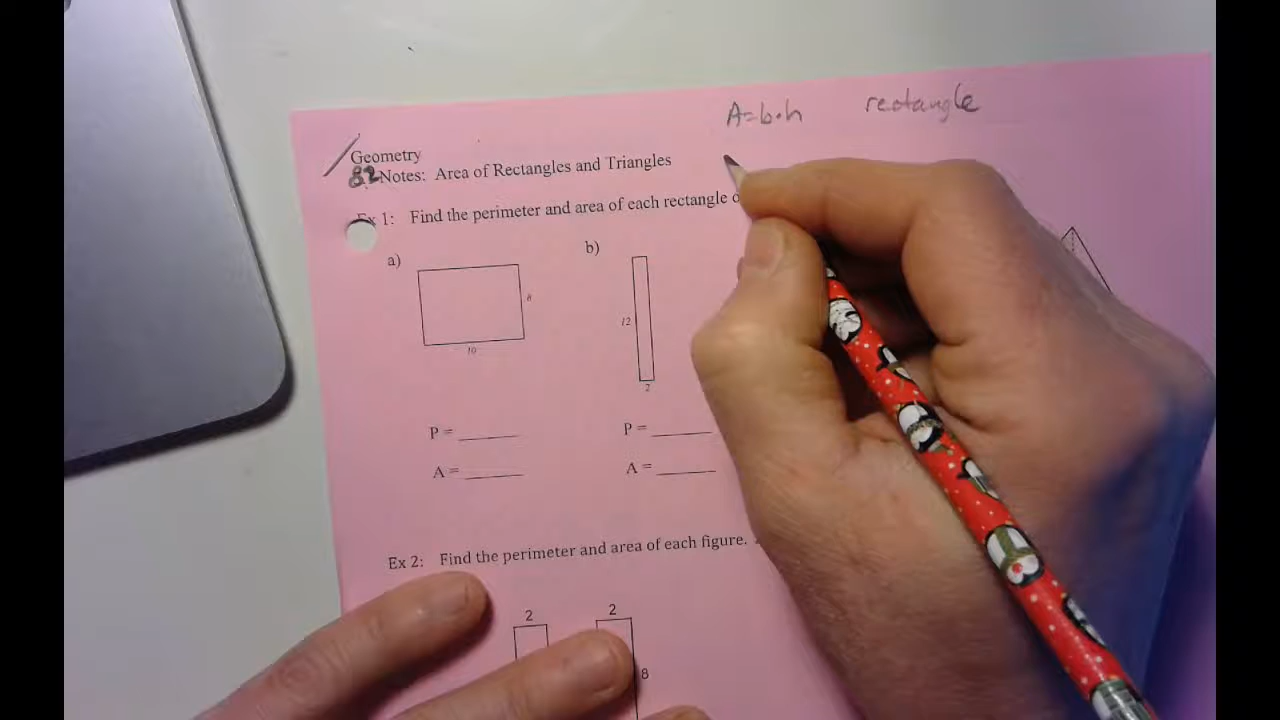 A=b·h rectangle
Geometry
8.2 Notes: Area of Rectangles and Triangles
Ex 1: Find the perimeter and area of each rectangle
a)
b)
8
10
12
2
P = ______
P = ______
A = ______
A = ______
Ex 2: Find the perimeter and area of each figure.
2
2
8